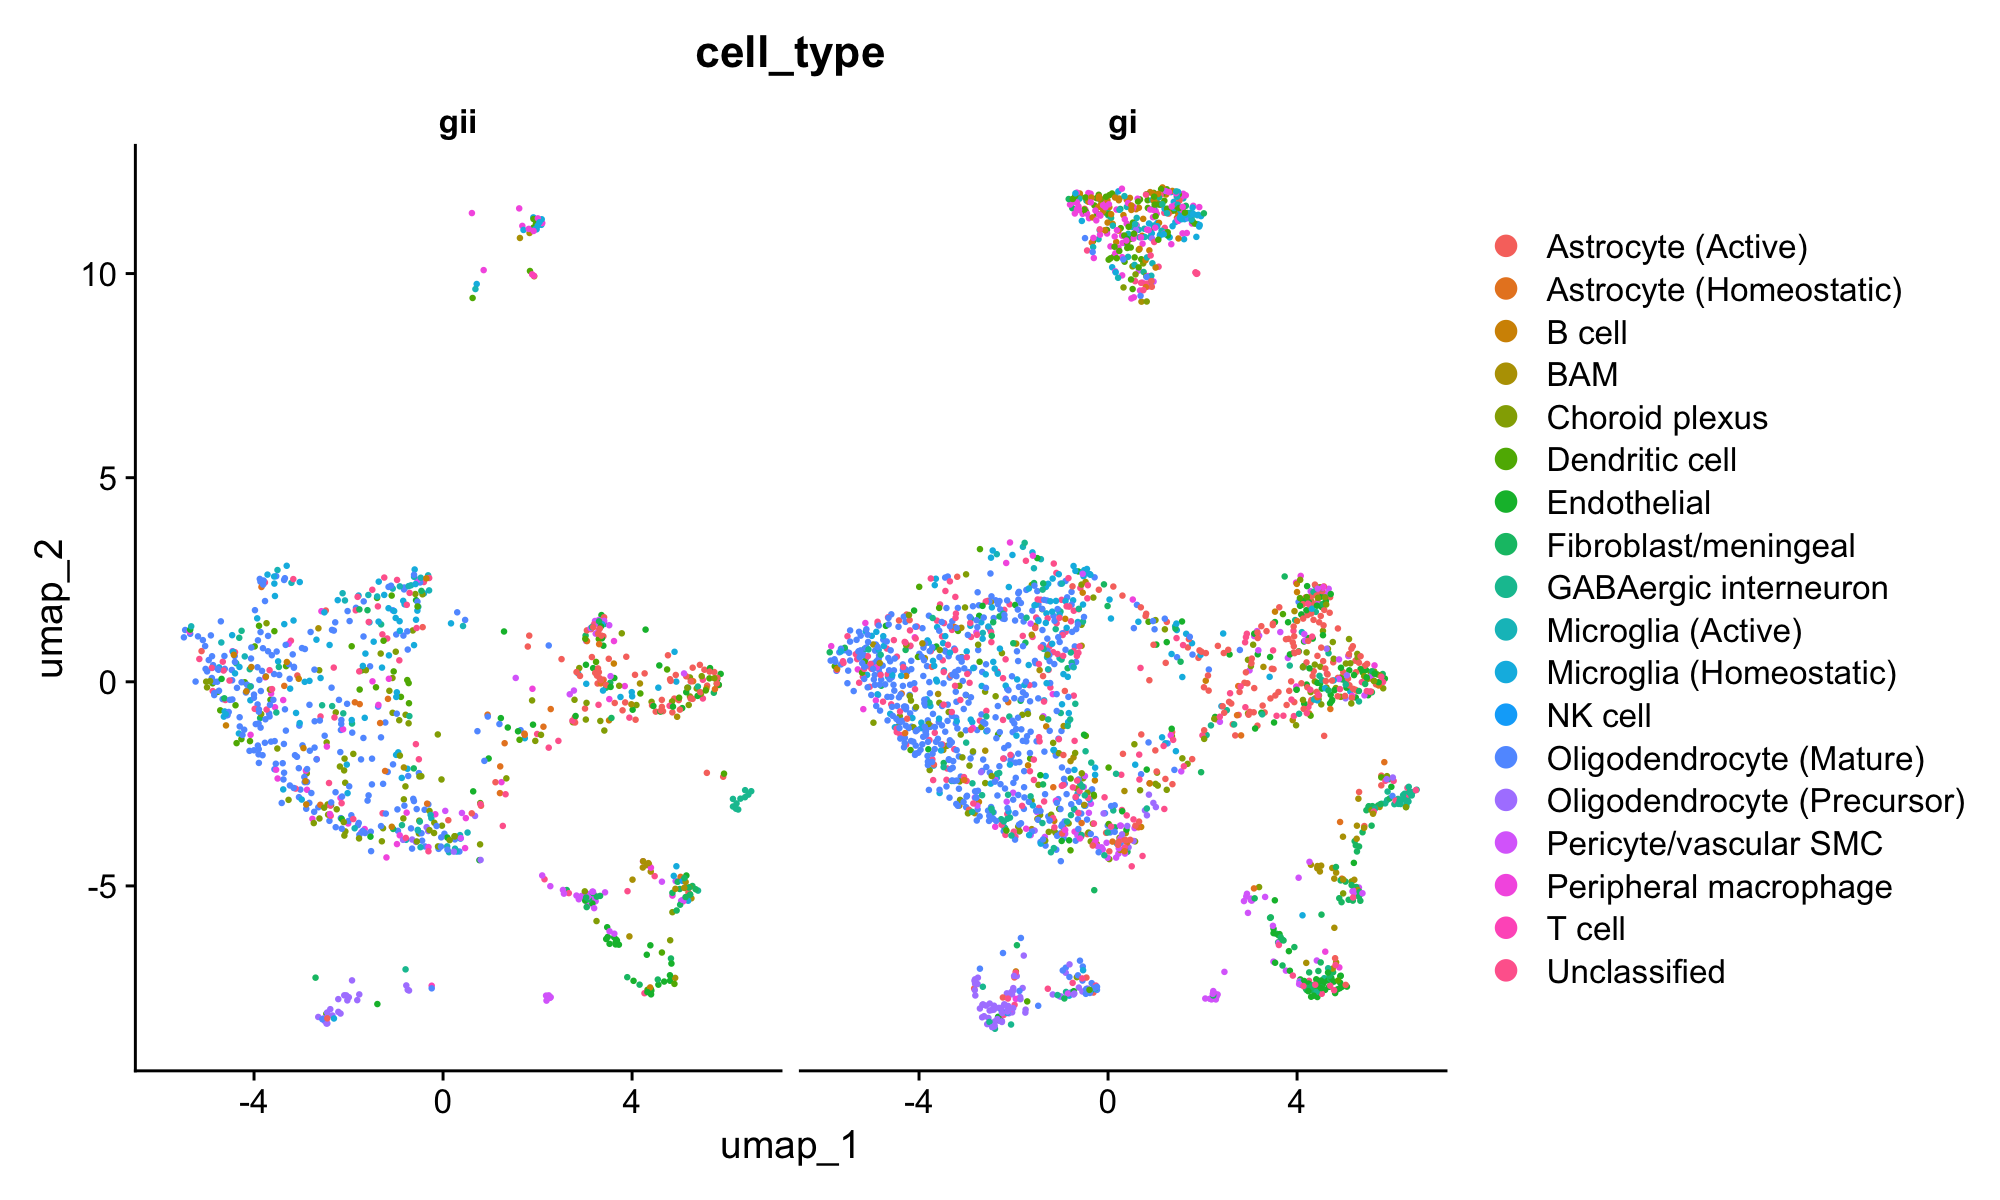 cell_type
gii
gi
umap_2
10
5
0
-5
-4
0
4
-4
0
4
umap_1
Astrocyte (Active)
Astrocyte (Homeostatic)
B cell
BAM
Choroid plexus
Dendritic cell
Endothelial
Fibroblast/meningeal
GABAergic interneuron
Microglia (Active)
Microglia (Homeostatic)
NK cell
Oligodendrocyte (Mature)
Oligodendrocyte (Precursor)
Pericyte/vascular SMC
Peripheral macrophage
T cell
Unclassified